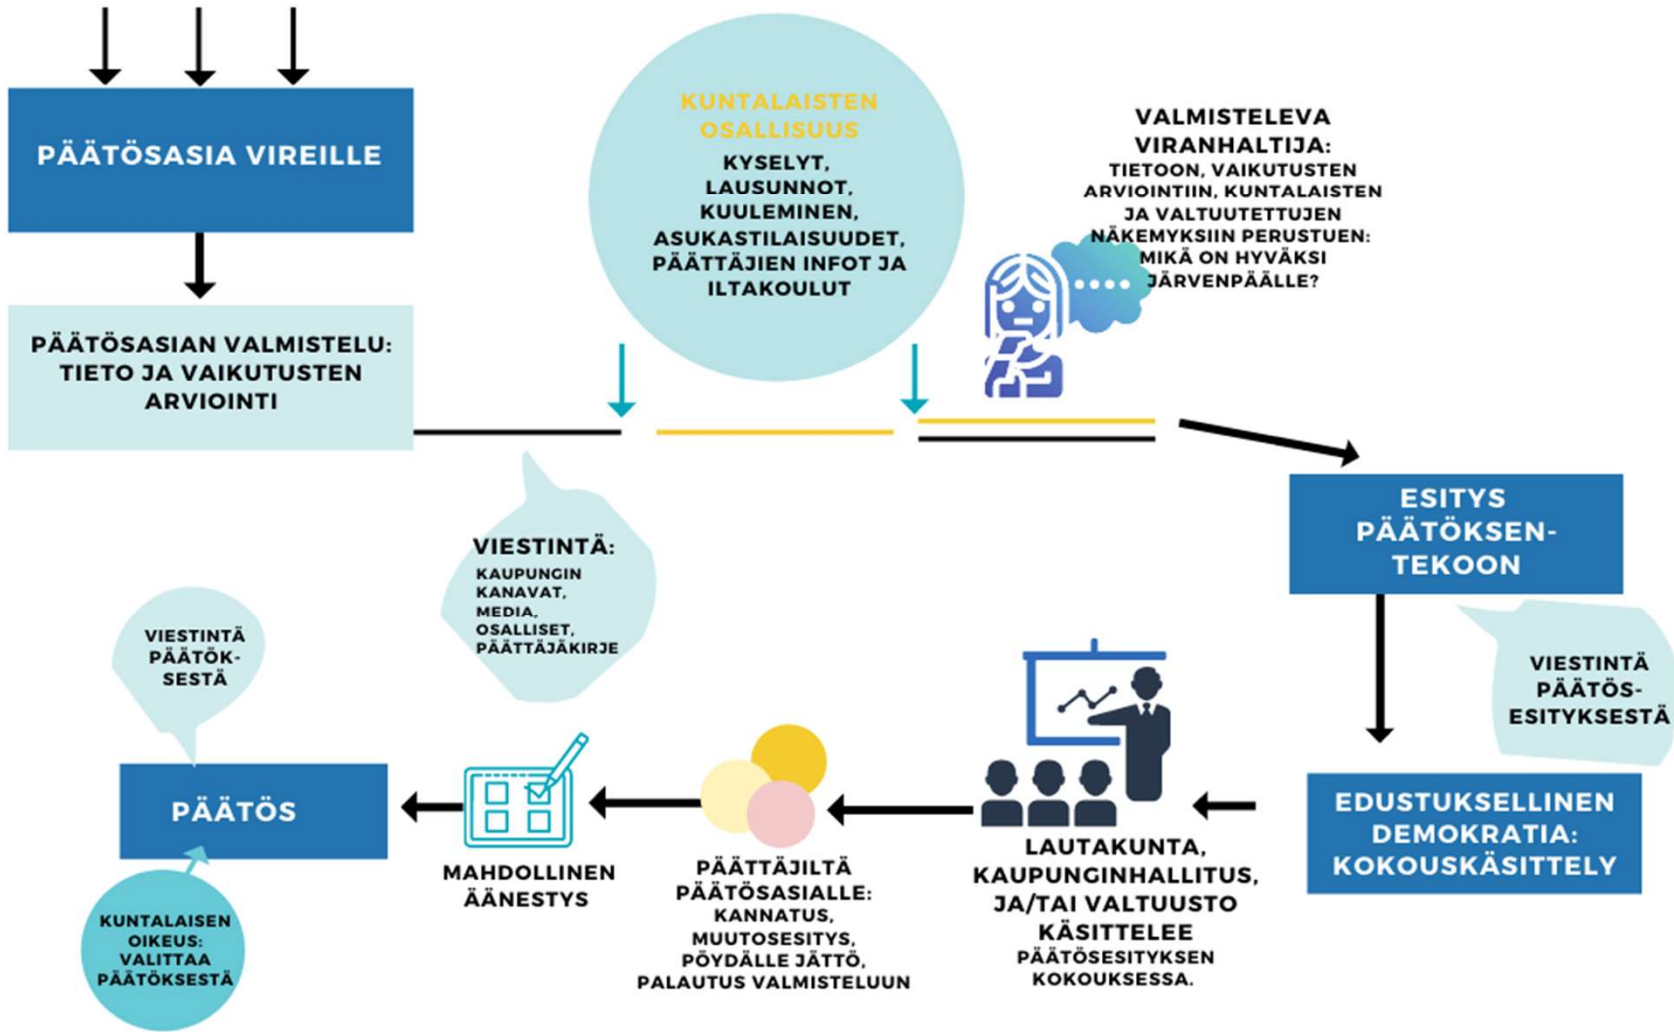 PÄÄTÖSASIA VIREILLE
PÄÄTÖSASIAN VALMISTELU:
TIETO JA VAIKUTUSTEN
ARVIOINTI
KUNTALAISTEN
OSALLISUUS
KYSELYT,
LAUSUNNOT,
KUULEMINEN,
ASUKASTILAISUUDET,
PÄÄTTÄJIEN INFOT JA
ILTAKOULUT
VALMISTELEVA
VIRANHALTIJA:
TIETOON, VAIKUTUSTEN
ARVIOINTIIN, KUNTALAISTEN
JA VALTUUTETTUJEN
NÄKEMYKSIIN PERUSTUEN:
MIKÄ ON HYVÄKSI
JÄRVENPÄÄLLE?
VIESTINTÄ:
KAUPUNGIN
KANAVAT,
MEDIA,
OSALLISET,
PÄÄTTÄJÄKIRJE
ESITYS
PÄÄTÖKSEN-
TEKOON
VIESTINTÄ
PÄÄTÖS-
ESITYKSESTÄ
EDUSTUKSELLINEN
DEMOKRATIA:
KOKOUSKÄSITTELY
LAUTAKUNTA,
KAUPUNGINHALLITUS,
JA/TAI VALTUUSTO
KÄSITTELEE
PÄÄTÖSESITYKSEN
KOKOUKSESSA.
PÄÄTTÄJILTÄ
PÄÄTÖSASIALLE:
KANNATUS,
MUUTOSESITYS,
PÖYDÄLLE JÄTTÖ,
PALAUTUS VALMISTELUUN
MAHDOLLINEN
ÄÄNESTYS
VIESTINTÄ
PÄÄTÖK-
SESTÄ
PÄÄTÖS
KUNTALAISEN
OIKEUS:
VALITTAA
PÄÄTÖKSESTÄ